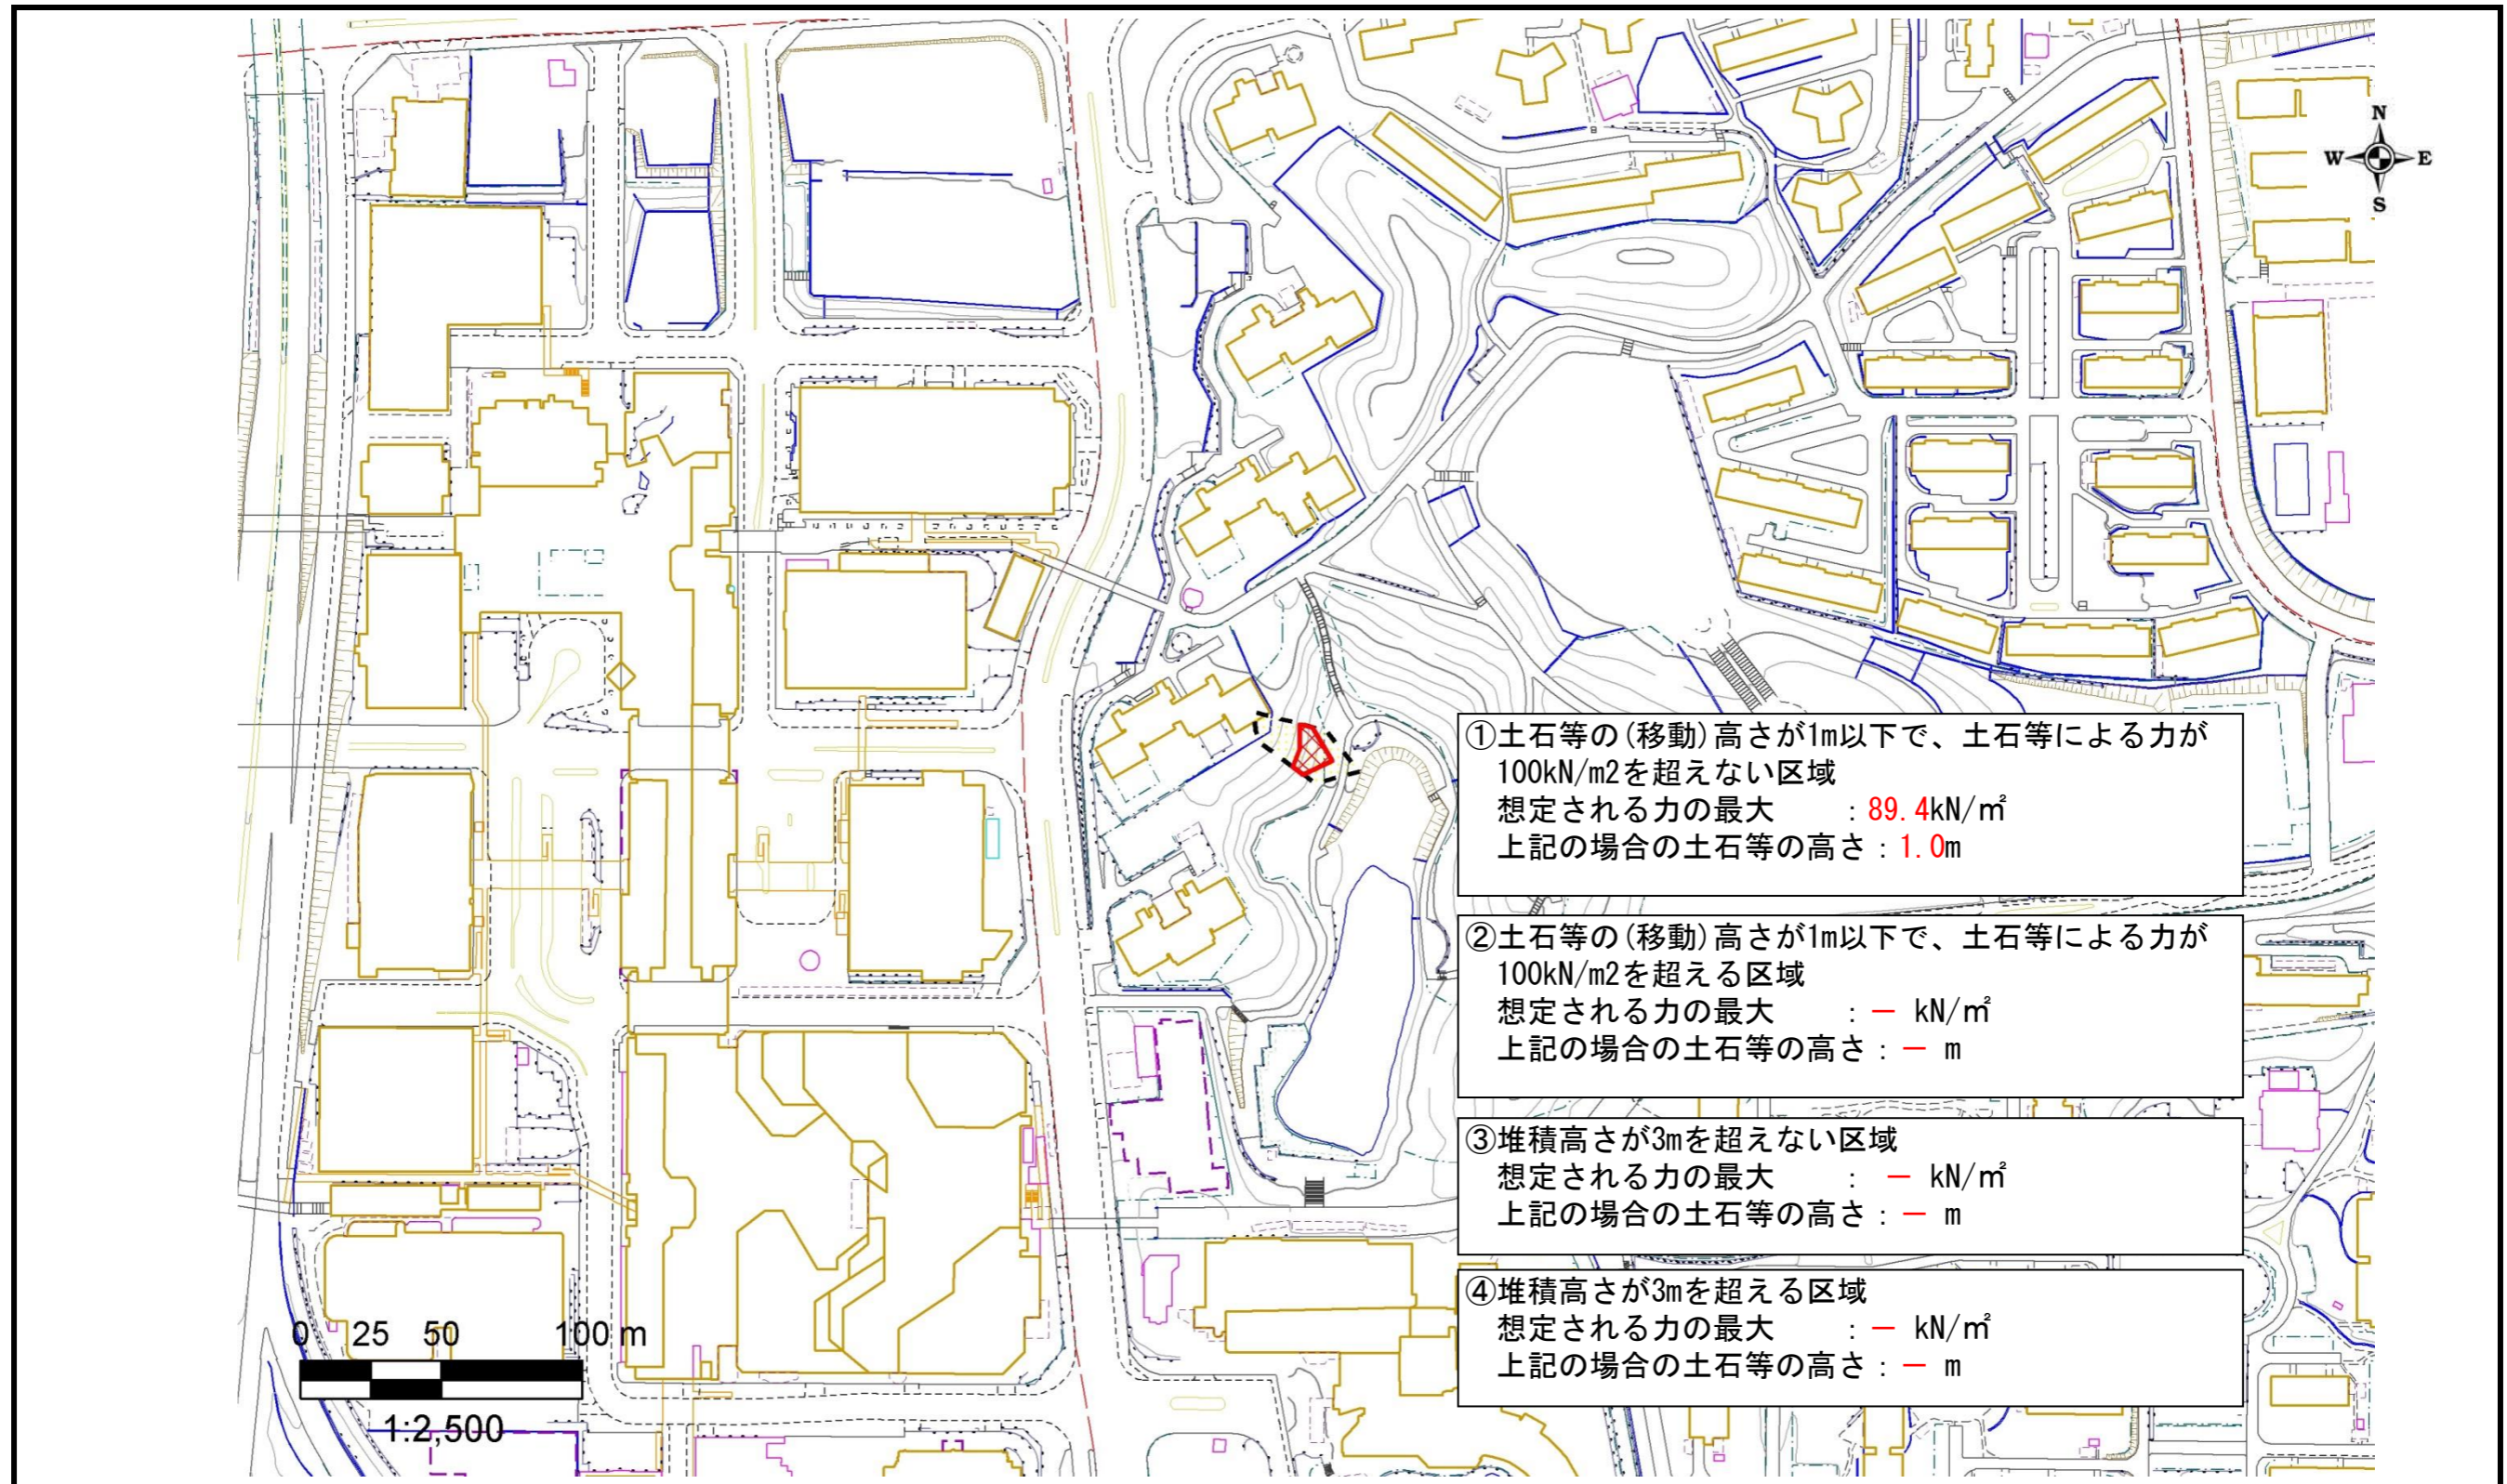 N
W E
S
①土石等の(移動)高さが1m以下で、土石等による力が
100kN/m2を超えない区域
想定される力の最大 : 89.4kN/㎡
上記の場合の土石等の高さ : 1.0m
②土石等の(移動)高さが1m以下で、土石等による力が
100kN/m2を超える区域
想定される力の最大 : － kN/㎡
上記の場合の土石等の高さ : － m
③堆積高さが3mを超えない区域
想定される力の最大 : － kN/㎡
上記の場合の土石等の高さ : － m
④堆積高さが3mを超える区域
想定される力の最大 : － kN/㎡
上記の場合の土石等の高さ : － m
0 25 50 100 m
1:2,500